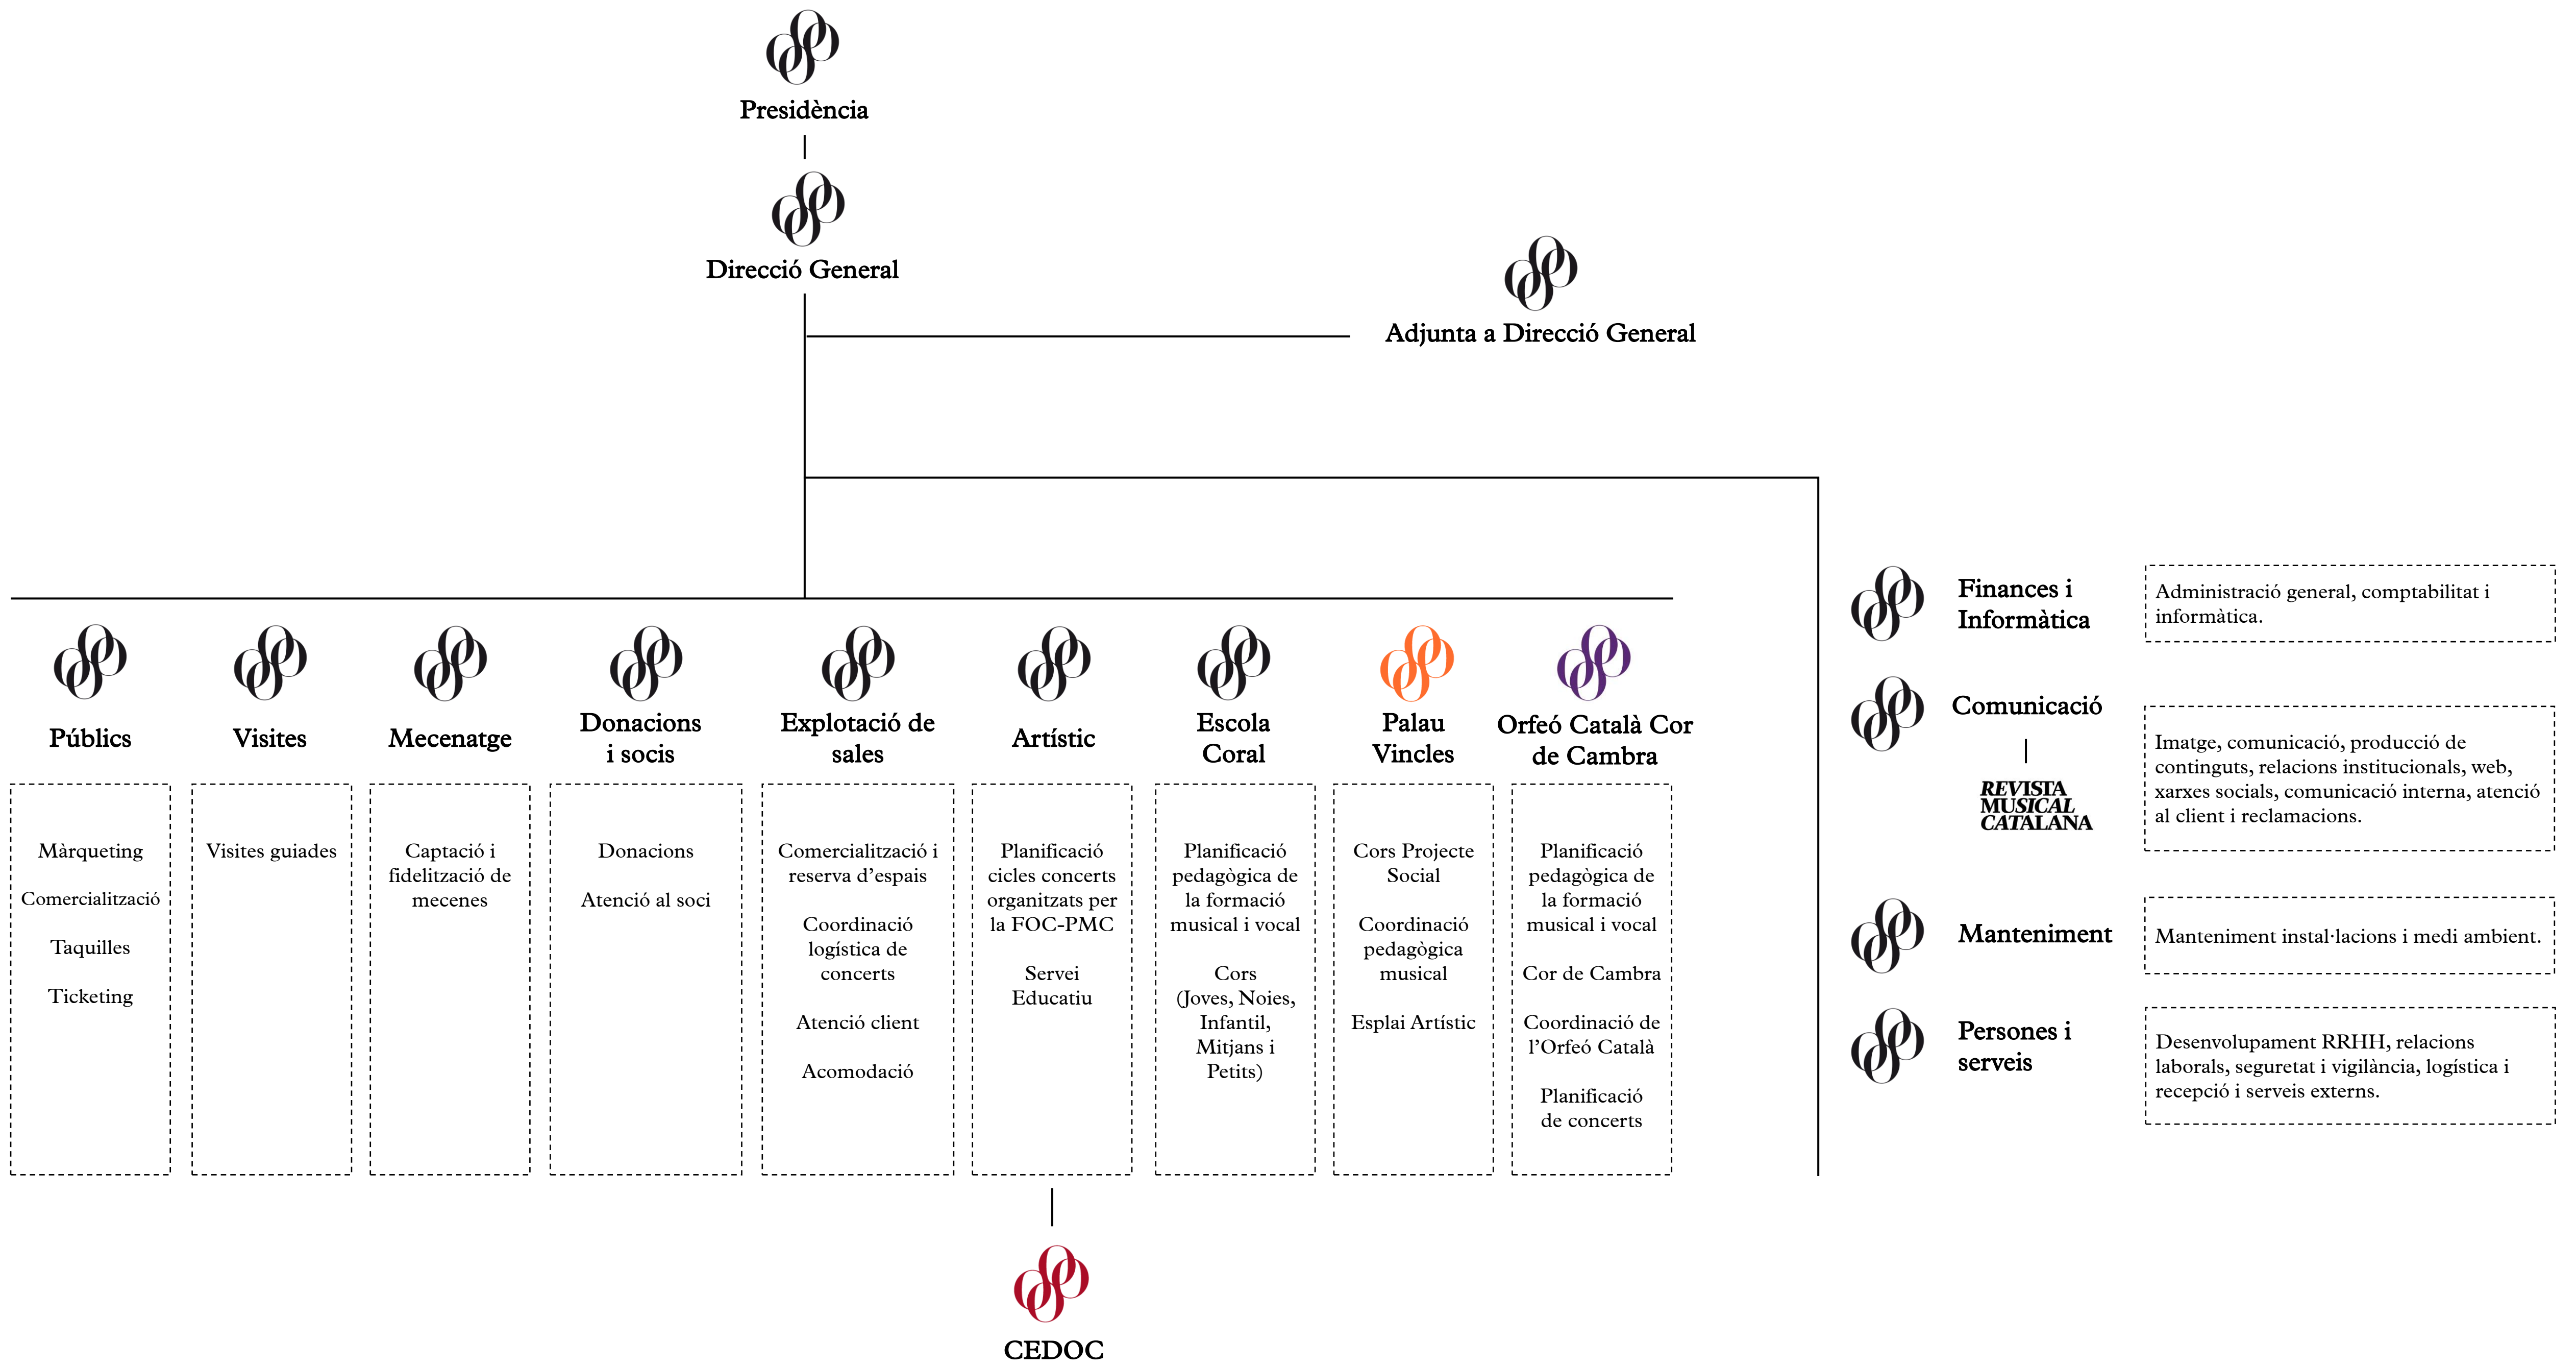 Presidència
Direcció General
Adjunta a Direcció General
Públics
Màrqueting
Comercialització
Taquilles
Ticketing
Visites
Visites guiades
Mecenatge
Captació i
fidelització de
mecenes
Donacions
i socis
Donacions
Atenció al soci
Explotació de
sales
Comercialització i
reserva d’espais
Coordinació
logística de
concerts
Atenció client
Acomodació
Artístic
Planificació
cicles concerts
organitzats per
la FOC-PMC
Servei
Educatiu
CEDOC
Escola
Coral
Planificació
pedagògica de
la formació
musical i vocal
Cors
(Joves, Noies,
Infantil,
Mitjans i
Petits)
Palau
Vincles
Cors Projecte
Social
Coordinació
pedagògica
musical
Esplai Artístic
Orfeó Català Cor
de Cambra
Planificació
pedagògica de
la formació
musical i vocal
Cor de Cambra
Coordinació de
l’Orfeó Català
Planificació
de concerts
Finances i
Informàtica
Administració general, comptabilitat i
informàtica.
Comunicació
REVISTA
MUSICAL
CATALANA
Imatge, comunicació, producció de
continguts, relacions institucionals, web,
xarxes socials, comunicació interna, atenció
al client i reclamacions.
Manteniment
Manteniment instal·lacions i medi ambient.
Persones i
serveis
Desenvolupament RRHH, relacions
laborals, seguretat i vigilància, logística i
recepció i serveis externs.